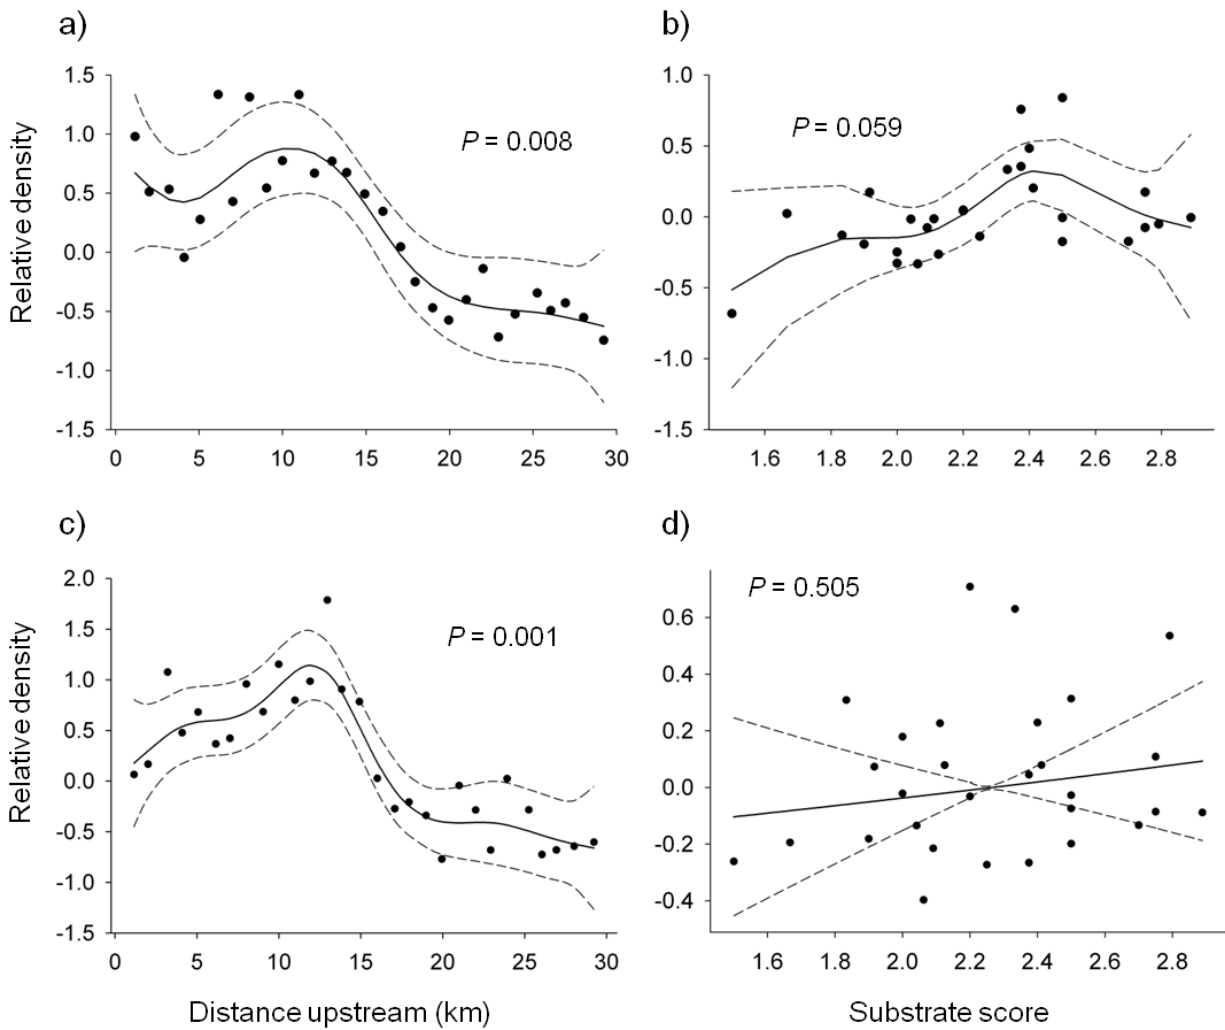 a)
b)
Relative density
1.5
1.0
0.5
0.0
-0.5
-1.0
-1.5
P = 0.008
0 5 10 15 20 25 30
1.0
0.5
0.0
-0.5
-1.0
-1.5
P = 0.059
1.6 1.8 2.0 2.2 2.4 2.6 2.8
c)
d)
Relative density
2.0
1.5
1.0
0.5
0.0
-0.5
-1.0
-1.5
P = 0.001
0 5 10 15 20 25 30
0.6
0.4
0.2
0.0
-0.2
-0.4
P = 0.505
1.6 1.8 2.0 2.2 2.4 2.6 2.8
Distance upstream (km)
Substrate score